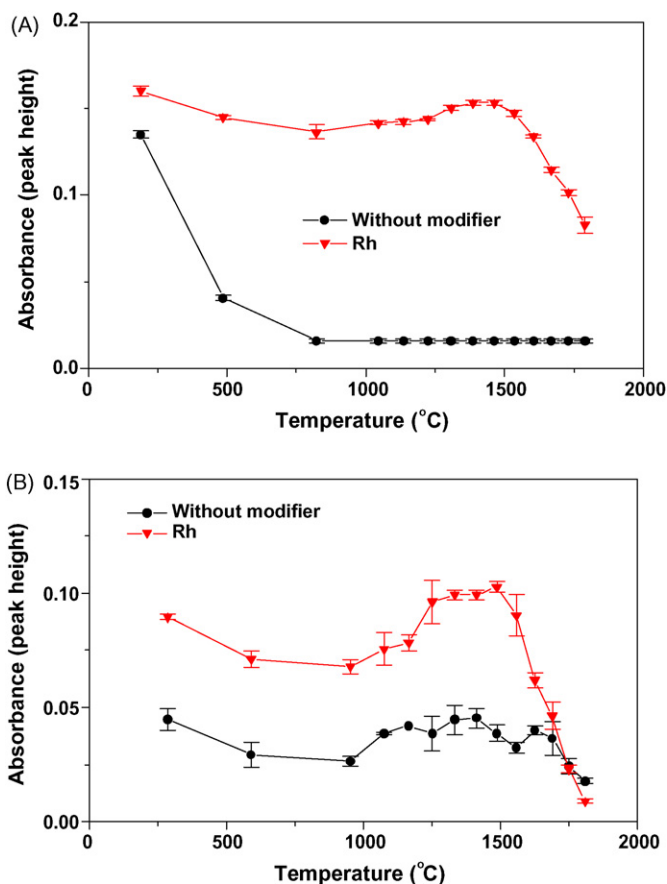 (A)
0.2
0.1
0.0
Absorbance (peak height)
Without modifier
Rh
0 500 1000 1500 2000
Temperature (°C)
(B)
0.15
0.10
0.05
0.00
Absorbance (peak height)
Without modifier
Rh
0 500 1000 1500 2000
Temperature (°C)